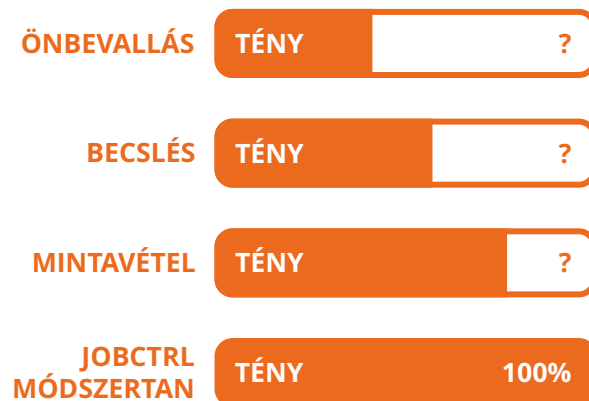 ÖNBEVALLÁS TÉNY ?
BECSLÉS TÉNY ?
MINTAVÉTEL TÉNY ?
JOBCTRL
MÓDSZERTAN
TÉNY 100%